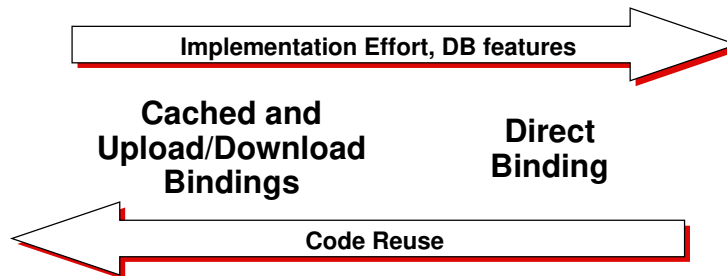 Implementation Effort, DB features
Cached and
Upload/Download
Bindings
Direct
Binding
Code Reuse